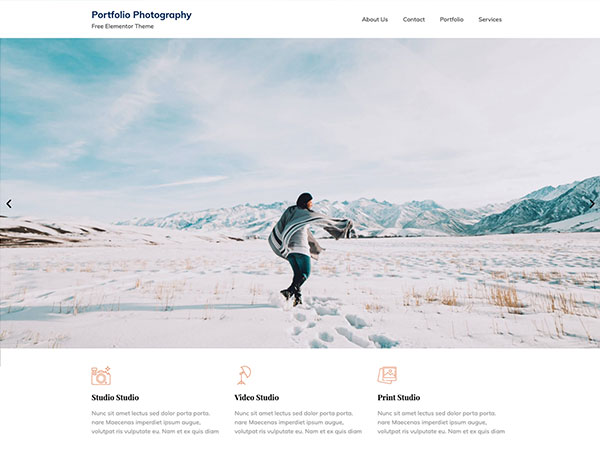 Portfolio Photography
Free Elementor Theme
About Us Contact Portfolio Services
Studio Studio
Nunc sit amet lectus sed dolor porta porta,
nare Maecenas imperdiet ipsum augue,
volutpat ris vulputate eu. Nam et ex quis diam
Video Studio
Nunc sit amet lectus sed dolor porta porta,
nare Maecenas imperdiet ipsum augue,
volutpat ris vulputate eu. Nam et ex quis diam
Print Studio
Nunc sit amet lectus sed dolor porta porta,
nare Maecenas imperdiet ipsum augue,
volutpat ris vulputate eu. Nam et ex quis diam